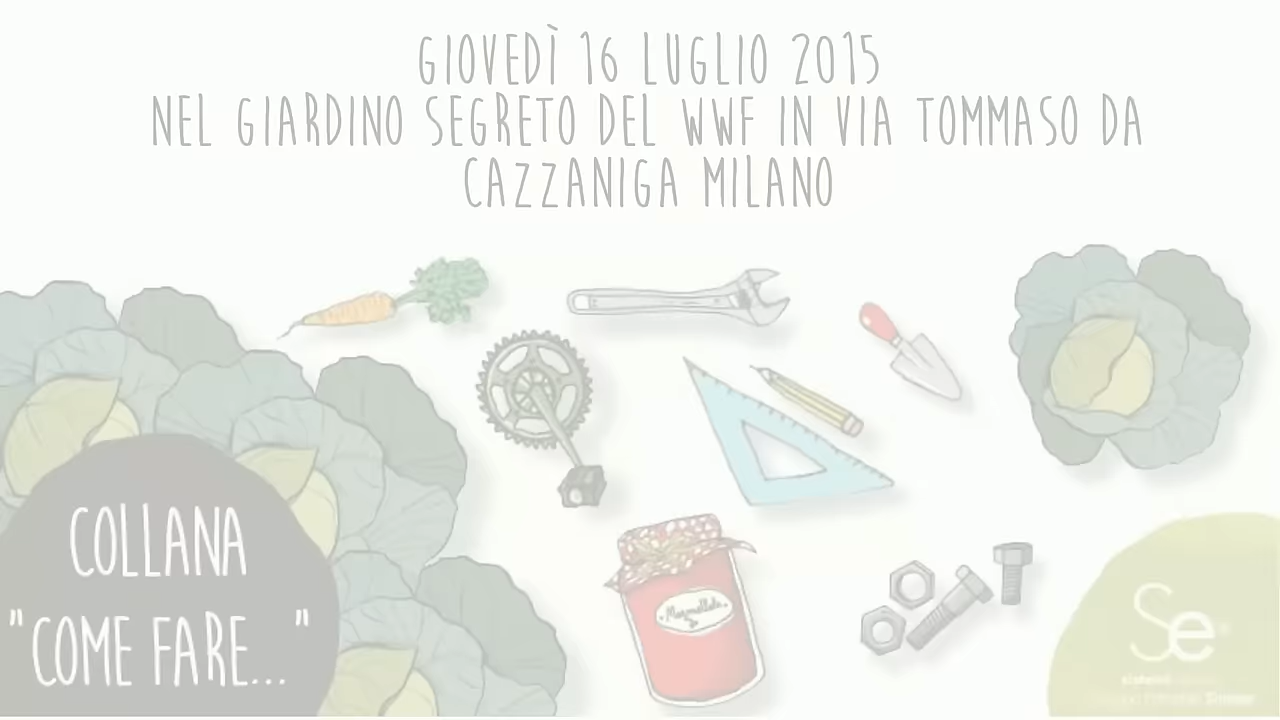 GIOVEDÌ 16 LUGLIO 2015
NEL GIARDINO SEGRETO DEL WWF IN VIA TOMMASO DA
CAZZANIGA MILANO
COLLANA
"COME FARE..."
Marmellata
Se